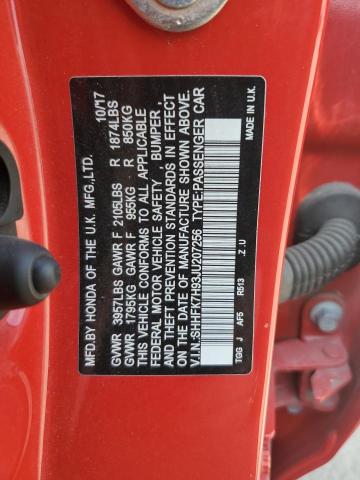 MFD.BY HONDA OF THE U.K. MFG.,LTD. 10/17
GVWR 3957LBS GAWR F 2105LBS R 1874LBS
GVWR 1795KG GAWR F 955KG R 850KG
THIS VEHICLE CONFORMS TO ALL APPLICABLE
FEDERAL MOTOR VEHICLE SAFETY, BUMPER,
& THEFT PREVENTION STANDARDS IN EFFECT
ON THE DATE OF MANUFACTURE SHOWN ABOVE.
V.I.N.:SHHFK7H93JU207256 TYPE:PASSENGER CAR
TGG J AF5 R513 .Z .U MADE IN U.K.